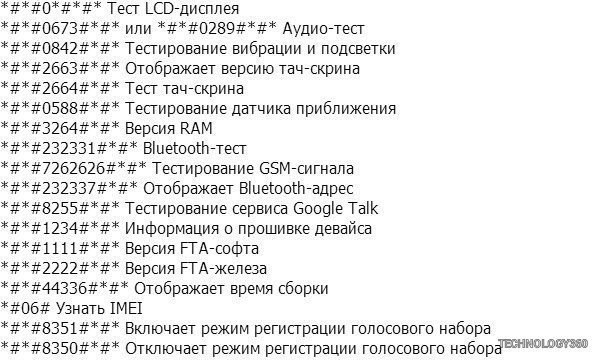 *#*#0*#*#* Тест LCD-дисплея
*#*#0673#*#* или *#*#0289#*#* Аудио-тест
*#*#0842#*#* Тестирование вибрации и подсветки
*#*#2663#*#* Отображает версию тач-скрина
*#*#2664#*#* Тест тач-скрина
*#*#0588#*#* Тестирование датчика приближения
*#*#3264#*#* Версия RAM
*#*#232331#*#* Bluetooth-тест
*#*#7262626#*#* Тестирование GSM-сигнала
*#*#232337#*#* Отображает Bluetooth-адрес
*#*#8255#*#* Тестирование сервиса Google Talk
*#*#1234#*#* Информация о прошивке девайса
*#*#1111#*#* Версия FTA-софта
*#*#2222#*#* Версия FTA-железа
*#*#44336#*#* Отображает время сборки
*#06# Узнать IMEI
*#*#8351#*#* Включает режим регистрации голосового набора
*#*#8350#*#* Отключает режим регистрации голосового набора
TECHNOLOGY360